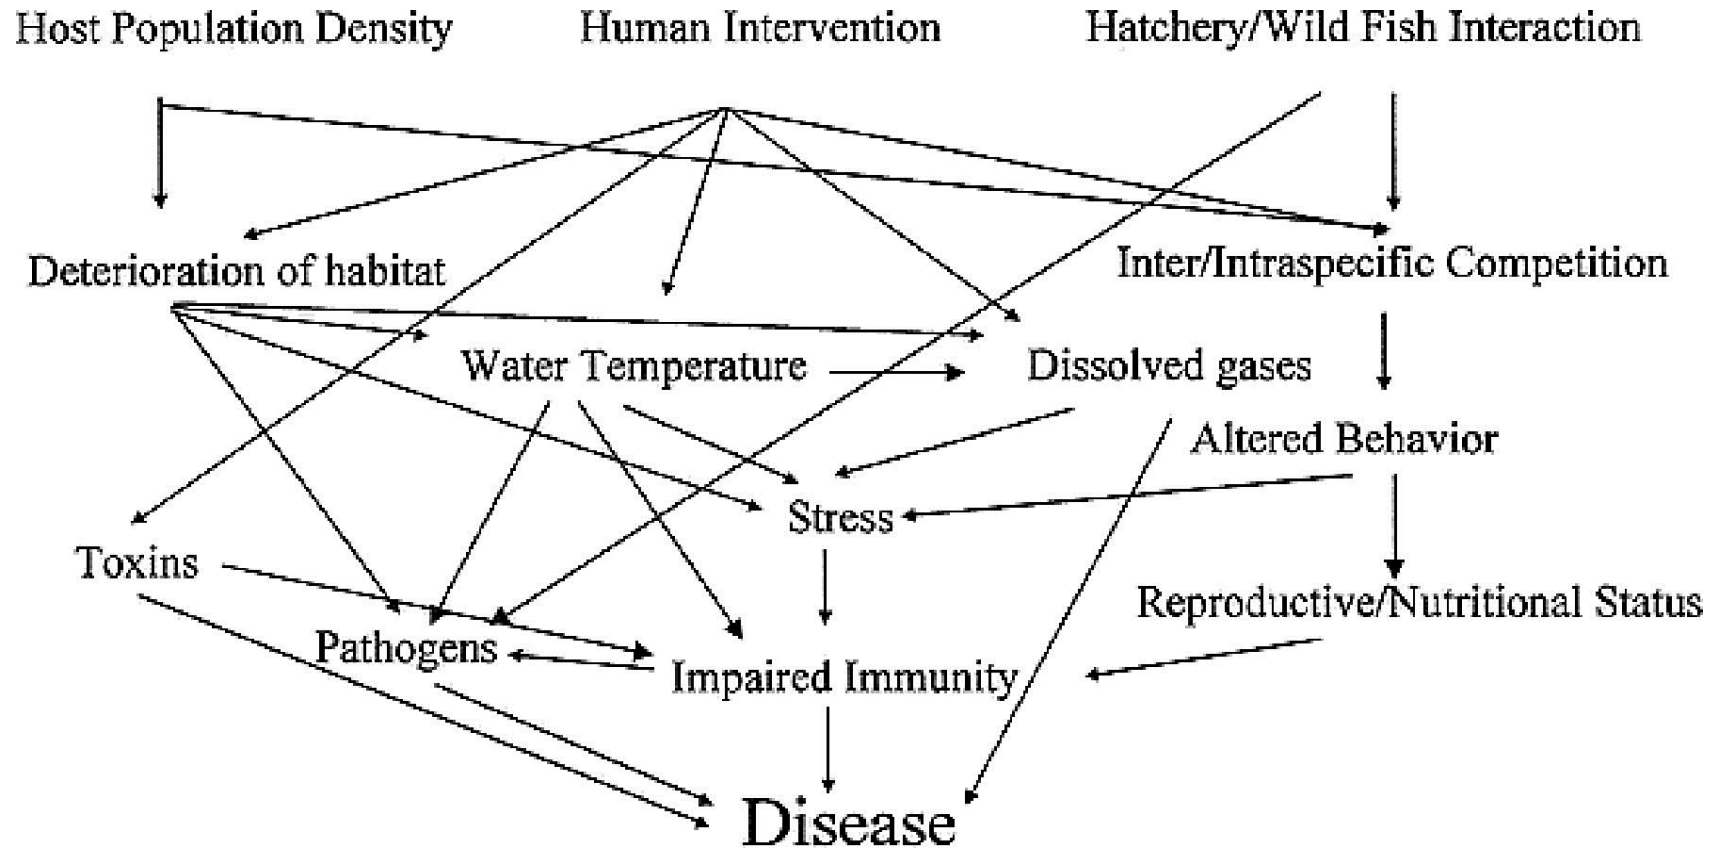 Host Population Density
Human Intervention
Hatchery/Wild Fish Interaction
Deterioration of habitat
Inter/Intraspecific Competition
Water Temperature
Dissolved gases
Altered Behavior
Stress
Toxins
Reproductive/Nutritional Status
Pathogens
Impaired Immunity
Disease